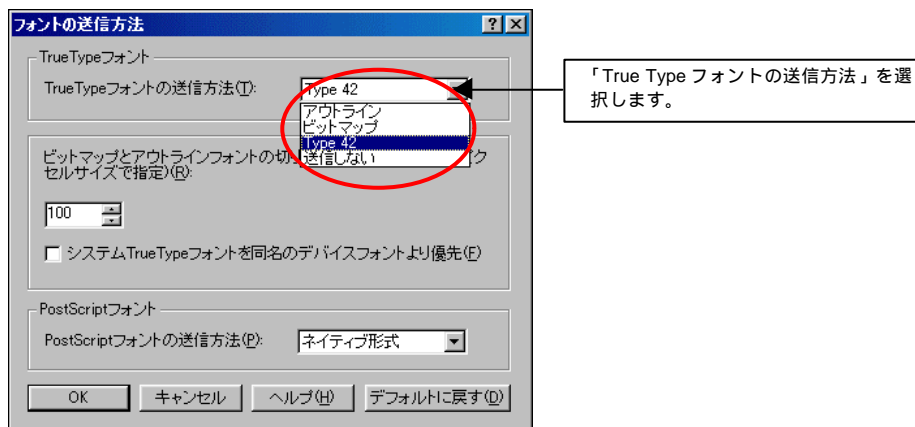 フォントの送信方法
TrueTypeフォント
TrueTypeフォントの送信方法(T):
Type 42
アウトライン
ビットマップ
Type 42
送信しない
ビットマップとアウトラインフォントの切
ク
セルサイズで指定)(R):
100
システムTrueTypeフォントを同名のデバイスフォントより優先(F)
PostScriptフォント
PostScriptフォントの送信方法(P):
ネイティブ形式
OK
キャンセル
ヘルプ(H)
デフォルトに戻す(D)
「True Type フォントの送信方法」を選
択します。